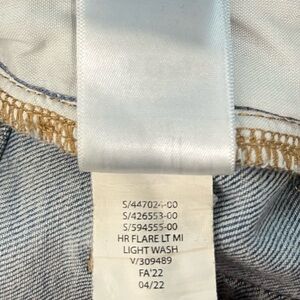 S/447024-00
S/426553-00
S/594555-00
HR FLARE LT MI
LIGHT WASH
V/309489
FA'22
04/22